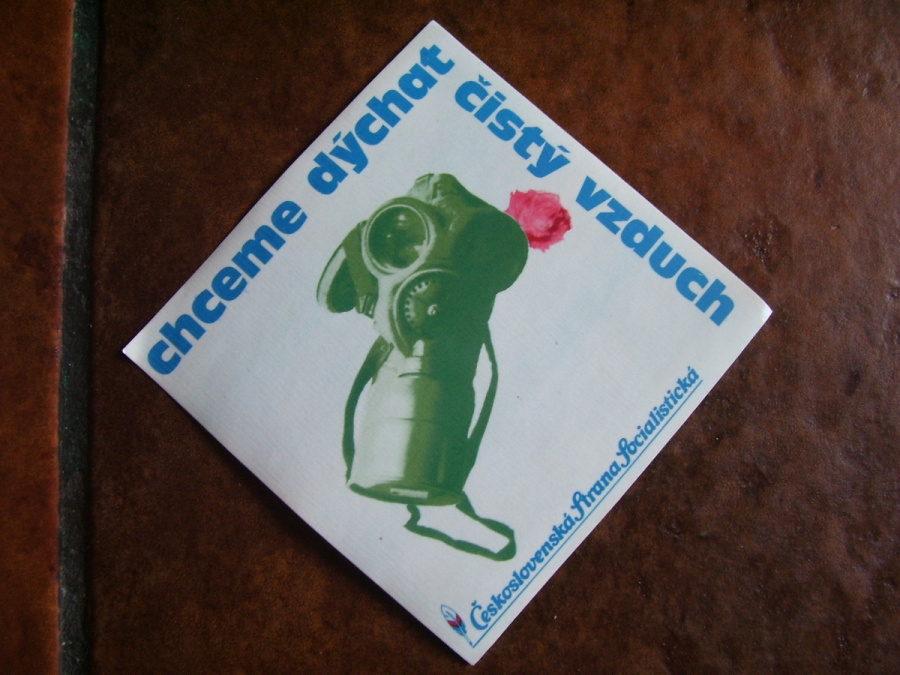 chceme dýchat
čistý vzduch
Československá Strana Socialistická